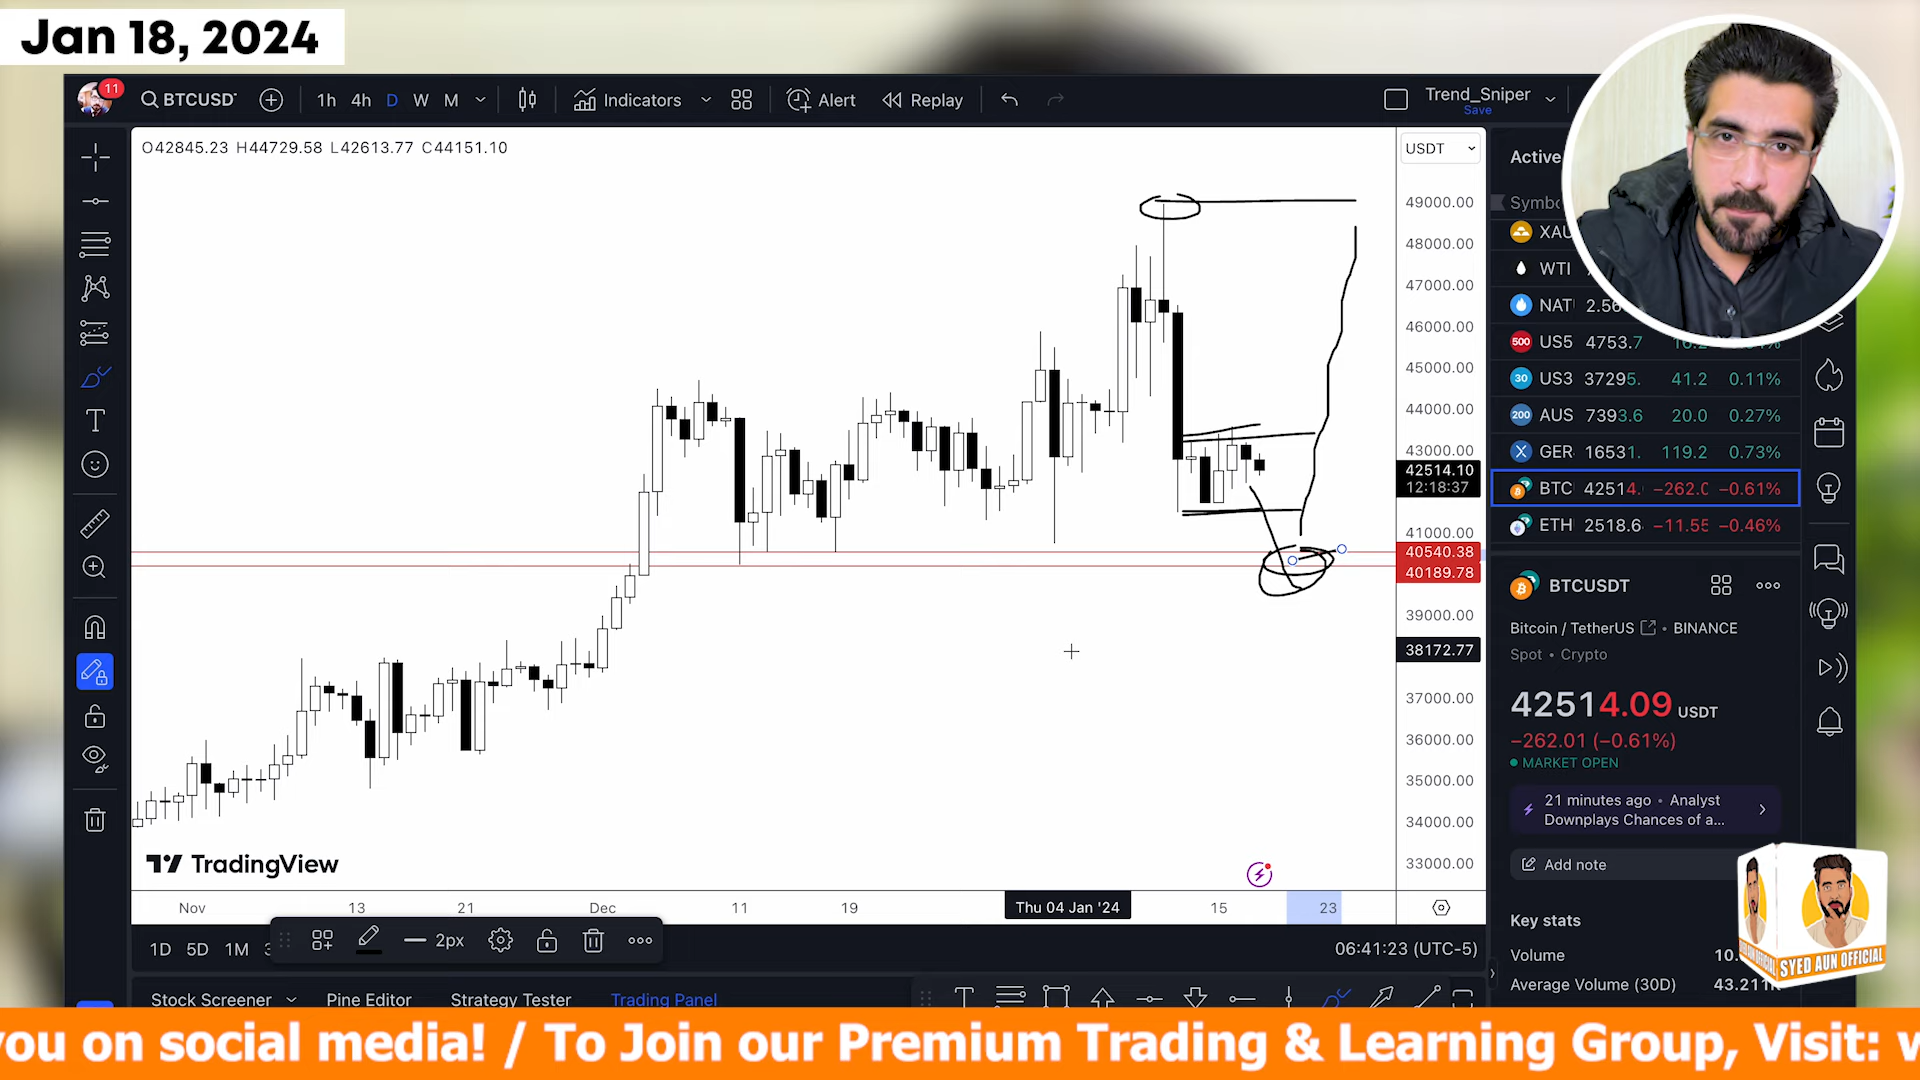 Jan 18, 2024
11
BTCUSD
1h 4h D W M
Indicators
Alert
Replay
Trend_Sniper
Save
O42845.23 H44729.58 L42613.77 C44151.10
USDT
49000.00
48000.00
47000.00
46000.00
45000.00
44000.00
43000.00
42514.10
12:18:37
41000.00
40540.38
40189.78
39000.00
38172.77
37000.00
36000.00
35000.00
34000.00
33000.00
Active
XAU
WTI
NAT 2.56
500 US5 4753.7
30 US3 37295. 41.2 0.11%
200 AUS 7393.6 20.0 0.27%
GER 16531. 119.2 0.73%
BTC 42514. −262.0 −0.61%
ETH 2518.6 −11.55 −0.46%
BTCUSDT
Bitcoin / TetherUS • BINANCE
Spot • Crypto
42514.09 USDT
−262.01 (−0.61%)
MARKET OPEN
21 minutes ago • Analyst
Downplays Chances of a...
Add note
Key stats
Volume 10.
Average Volume (30D) 43.211K
SYED AUN OFFICIAL
TradingView
Nov 13 21 Dec 11 19 Thu 04 Jan '24 15 23
1D 5D 1M
2px
06:41:23 (UTC-5)
Stock Screener
Pine Editor
Strategy Tester
Trading Panel
you on social media! / To Join our Premium Trading & Learning Group, Visit: